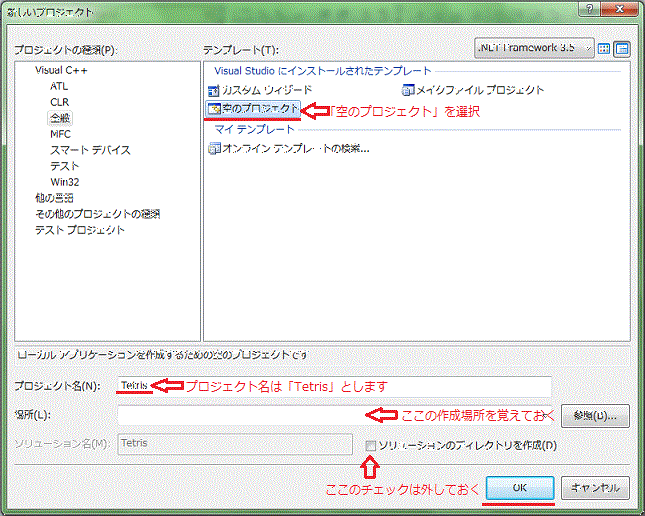 新しいプロジェクト
プロジェクトの種類(P):
テンプレート(T):
.NET Framework 3.5
Visual C++
ATL
CLR
全般
MFC
スマート デバイス
テスト
Win32
他の言語
その他のプロジェクトの種類
テスト プロジェクト
Visual Studio にインストールされたテンプレート
カスタム ウィザード
メイクファイル プロジェクト
空のプロジェクト
「空のプロジェクト」を選択
マイ テンプレート
オンライン テンプレートの検索...
ローカル アプリケーションを作成するための空のプロジェクトです
プロジェクト名(N):
Tetris
プロジェクト名は「Tetris」とします
場所(L):
ここの作成場所を覚えておく
参照(B)...
ソリューション名(M):
Tetris
ソリューションのディレクトリを作成(D)
ここのチェックは外しておく
OK
キャンセル